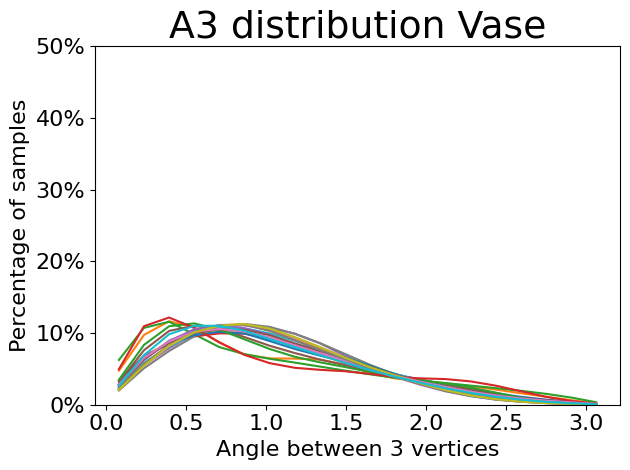 A3 distribution Vase
50%
40%
30%
20%
10%
0%
Percentage of samples
0.0 0.5 1.0 1.5 2.0 2.5 3.0
Angle between 3 vertices